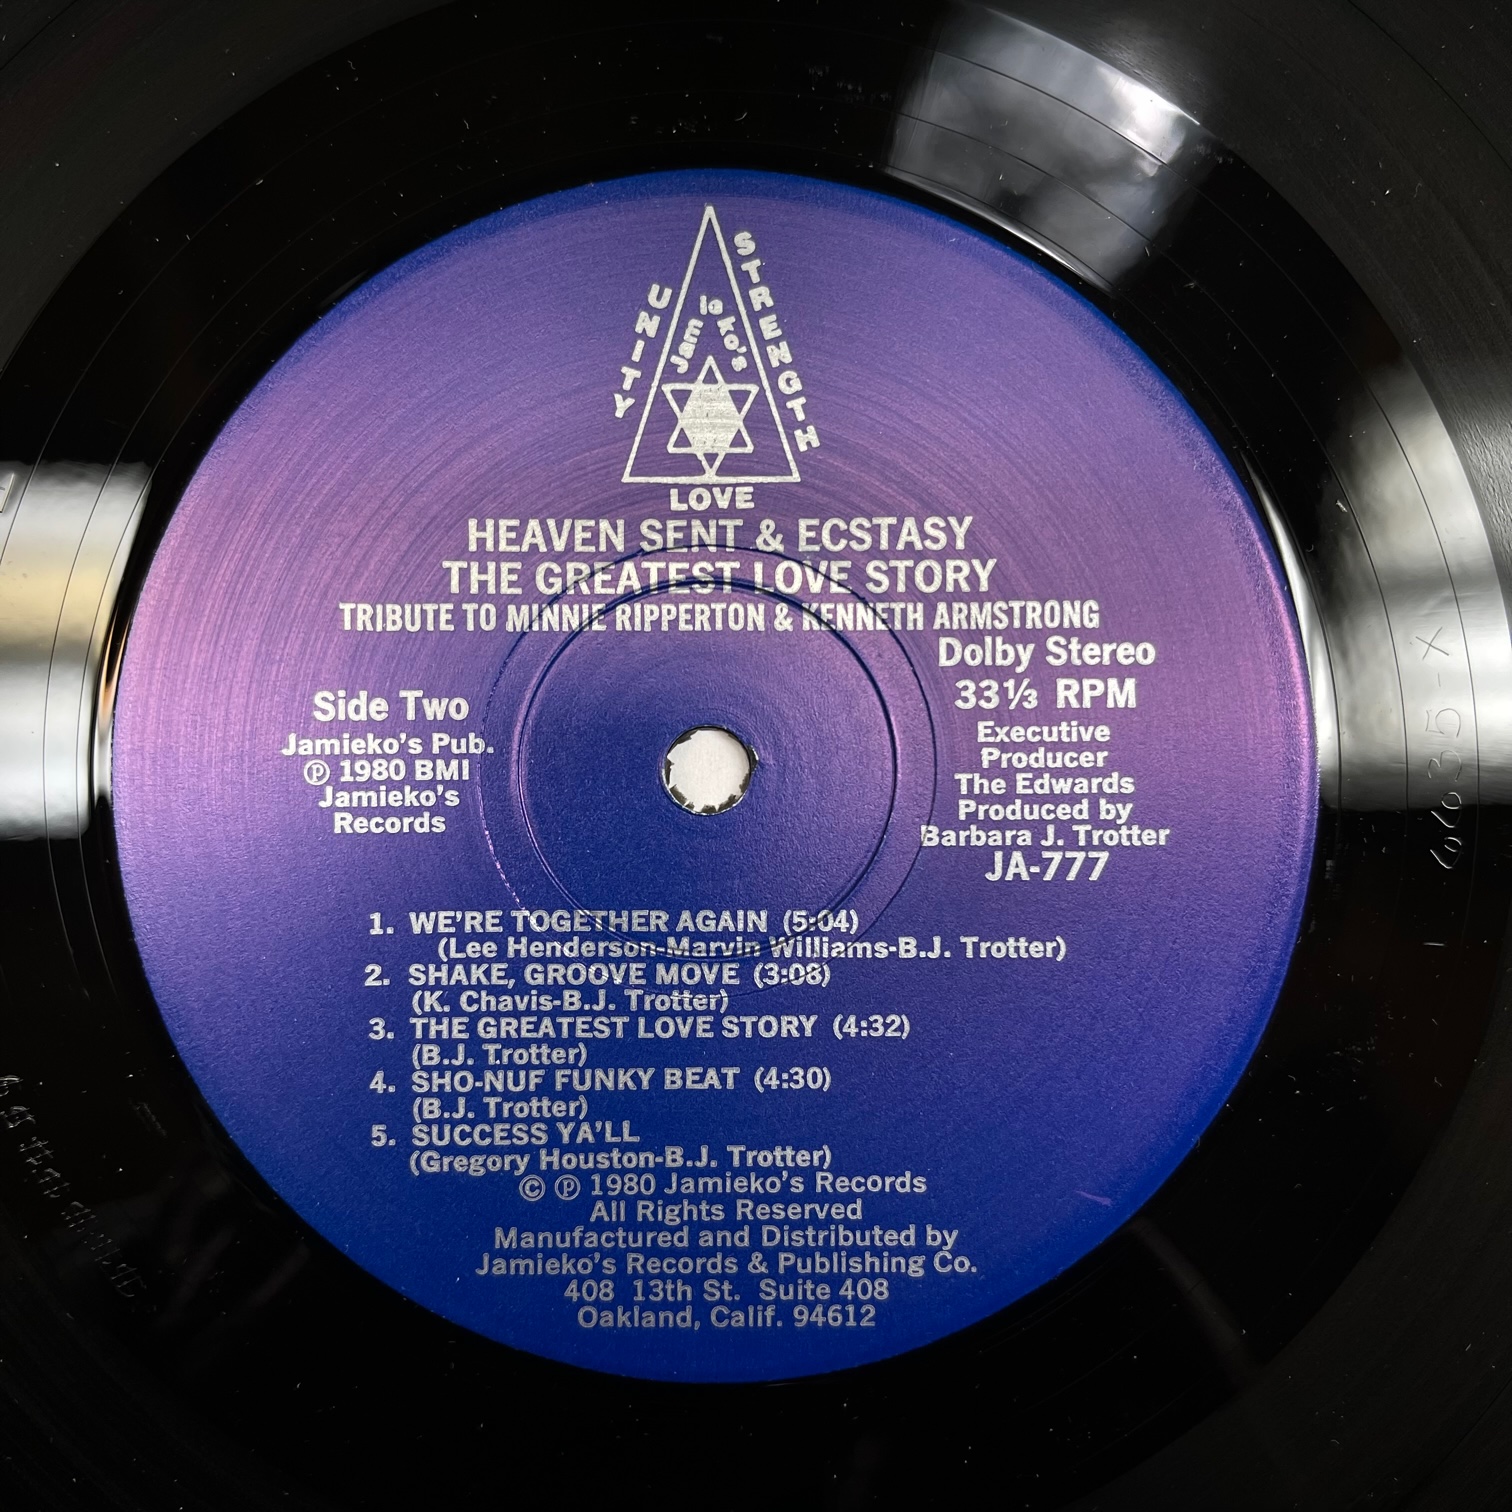 UNITY
STRENGTH
Jamieko's
LOVE
HEAVEN SENT & ECSTASY
THE GREATEST LOVE STORY
TRIBUTE TO MINNIE RIPPERTON & KENNETH ARMSTRONG
Dolby Stereo
33⅓ RPM
Side Two
Jamieko's Pub.
℗ 1980 BMI
Jamieko's
Records
Executive
Producer
The Edwards
Produced by
Barbara J. Trotter
JA-777
1. WE'RE TOGETHER AGAIN (5:04)
(Lee Henderson-Marvin Williams-B.J. Trotter)
2. SHAKE, GROOVE MOVE (3:08)
(K. Chavis-B.J. Trotter)
3. THE GREATEST LOVE STORY (4:32)
(B.J. Trotter)
4. SHO-NUF FUNKY BEAT (4:30)
(B.J. Trotter)
5. SUCCESS YA'LL
(Gregory Houston-B.J. Trotter)
© ℗ 1980 Jamieko's Records
All Rights Reserved
Manufactured and Distributed by
Jamieko's Records & Publishing Co.
408 13th St. Suite 408
Oakland, Calif. 94612